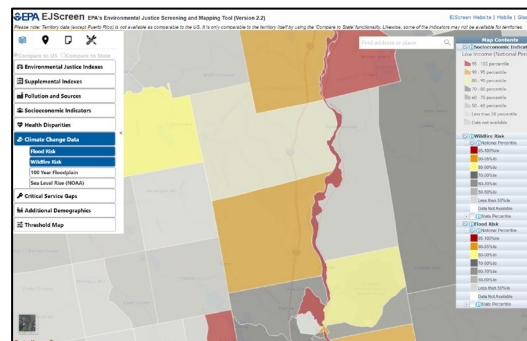 EPA EJScreen EPA's Environmental Justice Screening and Mapping Tool (Version 2.2)
EJScreen Website | Mobile | Glos
Please note: Territory data (except Puerto Rico) is not available as comparable to the US. It is only comparable to the territory itself by using the 'Compare to State' functionality. Likewise, some of the indicators may not be available for territories.
Compare to US Compare to State
Environmental Justice Indexes
Supplemental Indexes
Pollution and Sources
Socioeconomic Indicators
Health Disparities
Climate Change Data
Flood Risk
Wildfire Risk
100 Year Floodplain
Sea Level Rise (NOAA)
Critical Service Gaps
Additional Demographics
Threshold Map
Find address or place
Map Contents
Socioeconomic Indicat
Low Income (National Per
95 - 100 percentile
90 - 95 percentile
80 - 90 percentile
70 - 80 percentile
60 - 70 percentile
50 - 60 percentile
Less than 50 percentile
Data not available
Wildfire Risk
National Percentile
95-100%ile
90-95%ile
80-90%ile
70-80%ile
60-70%ile
50-60%ile
Less than 50%ile
Data Not Available
State Percentile
Flood Risk
National Percentile
95-100%ile
90-95%ile
80-90%ile
70-80%ile
60-70%ile
50-60%ile
Less than 50%ile
Data Not Available
State Percentile